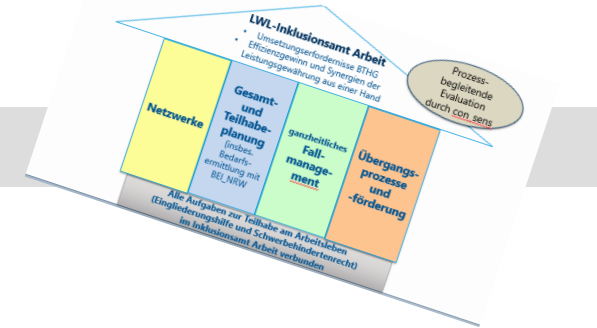 LWL-Inklusionsamt Arbeit
• Umsetzungserfordernisse BTHG
• Effizienzgewinn und Synergien der
Leistungsgewährung aus einer Hand
Prozess-
begleitende
Evaluation
durch con_sens
Netzwerke
Gesamt-
und
Teilhabe-
planung
(insbes.
Bedarfs-
ermittlung mit
BEI_NRW
ganzheitliches
Fall-
manage-
ment
Übergangs-
prozesse
und
-förderung
Alle Aufgaben zur Teilhabe am Arbeitsleben
(Eingliederungshilfe und Schwerbehindertenrecht)
im Inklusionsamt Arbeit verbunden